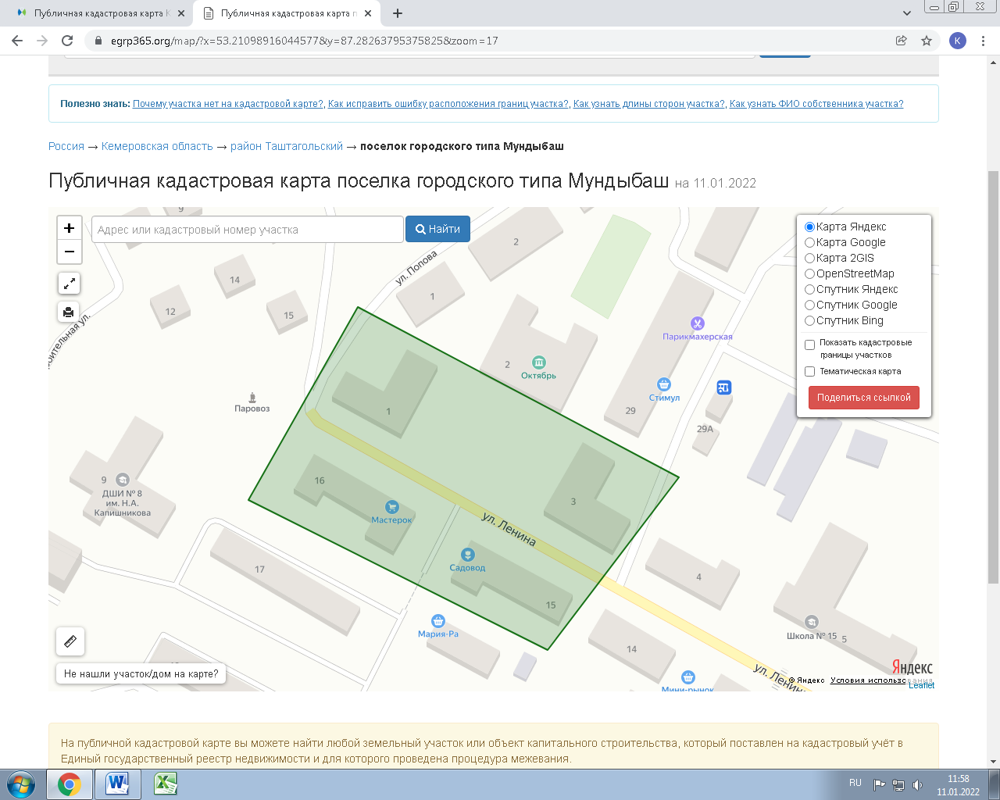 Публичная кадастровая карта К
Публичная кадастровая карта п
egrp365.org/map/?x=53.21098916044577&y=87.28263795375825&zoom=17
K
Полезно знать: Почему участка нет на кадастровой карте?, Как исправить ошибку расположения границ участка?, Как узнать длины сторон участка?, Как узнать ФИО собственника участка?
Россия → Кемеровская область → район Таштагольский → поселок городского типа Мундыбаш
Публичная кадастровая карта поселка городского типа Мундыбаш на 11.01.2022
+
−
Адрес или кадастровый номер участка
Найти
Карта Яндекс
Карта Google
Карта 2GIS
OpenStreetMap
Спутник Яндекс
Спутник Google
Спутник Bing
Показать кадастровые
границы участков
Тематическая карта
Поделиться ссылкой
9
2
ул. Попова
14
1
12
15
оительная ул.
Парикмахерская
2
Октябрь
Стимул
Паровоз
1
29
29А
9
ДШИ № 8
им. Н.А.
Капишникова
16
3
Мастерок
ул. Ленина
Садовод
17
4
15
Мария-Ра
14
Школа № 15
5
Мини-рынок
ул. Ленина
Яндекс
© Яндекс Условия использования
Leaflet
Не нашли участок/дом на карте?
На публичной кадастровой карте вы можете найти любой земельный участок или объект капитального строительства, который поставлен на кадастровый учёт в
Единый государственный реестр недвижимости и для которого проведена процедура межевания.
RU
11:58
11.01.2022